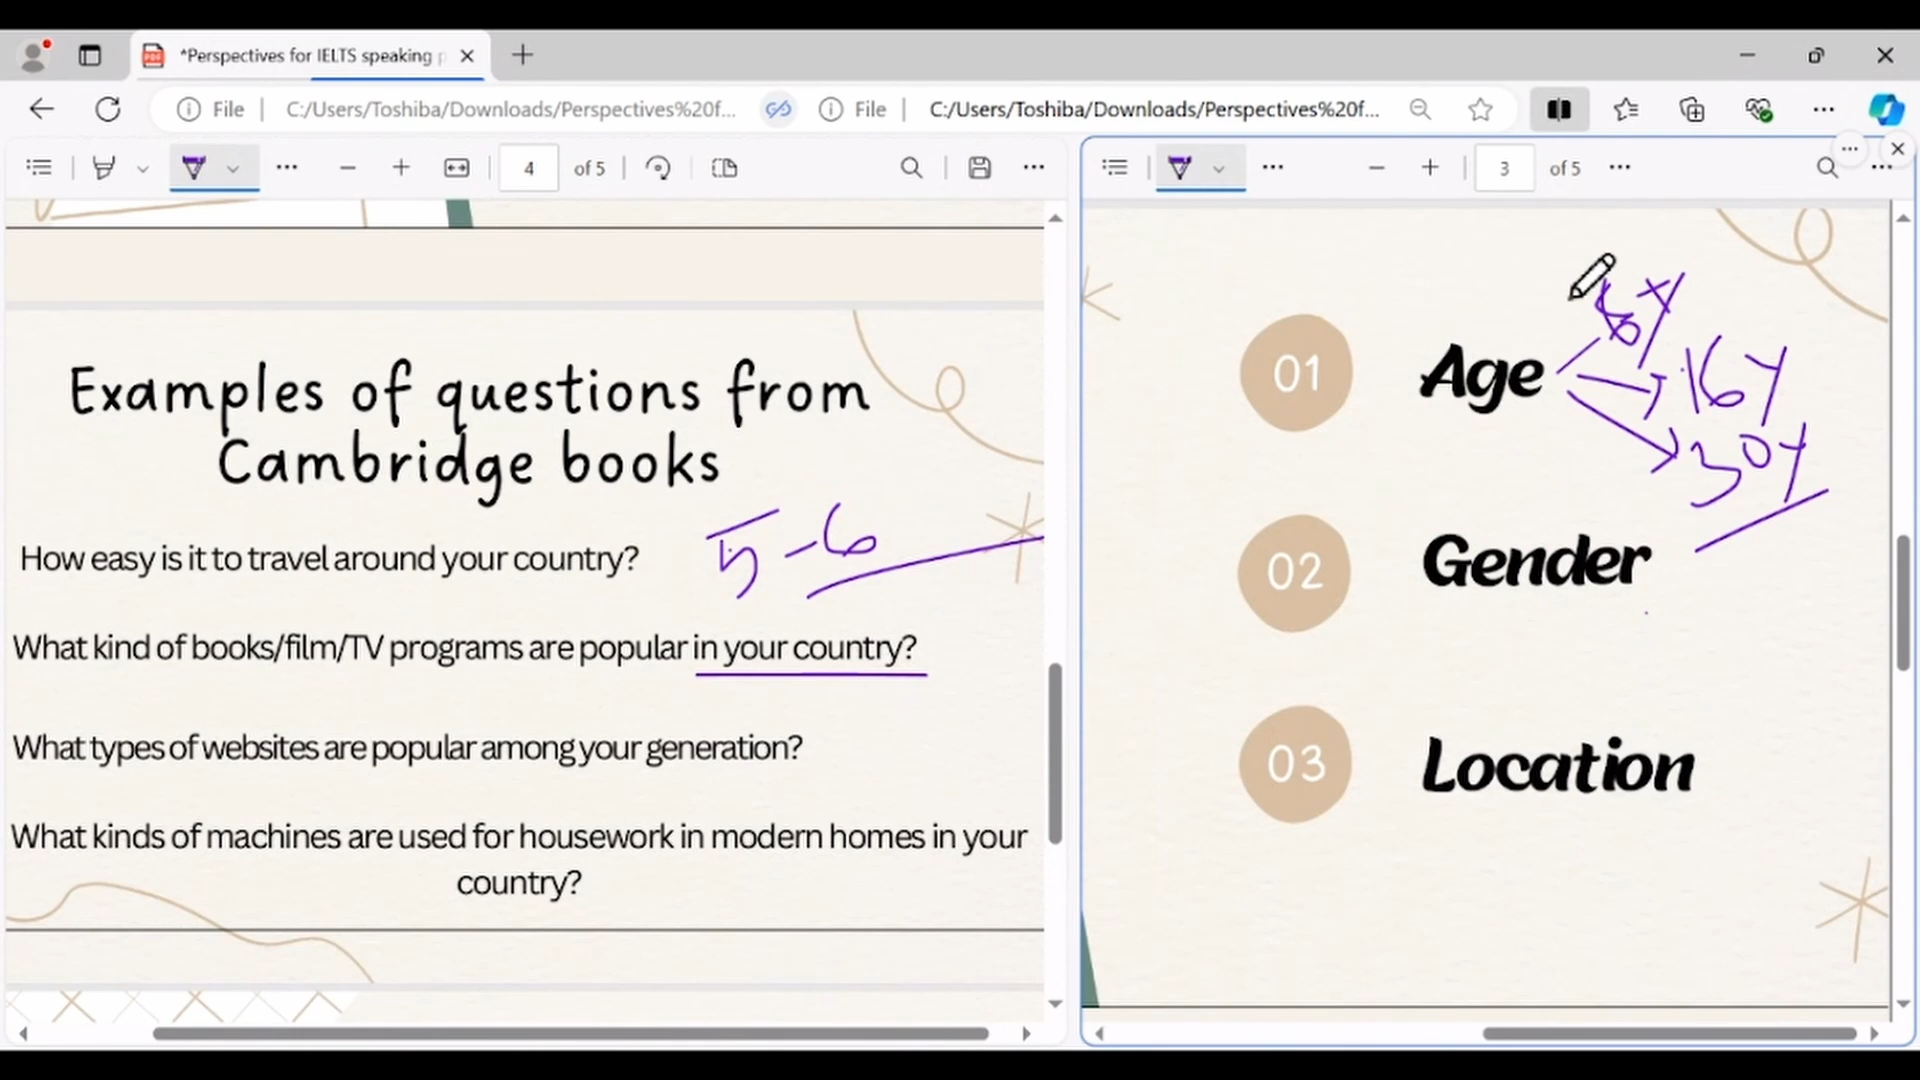 *Perspectives for IELTS speaking p
File
C:/Users/Toshiba/Downloads/Perspectives%20f...
File
C:/Users/Toshiba/Downloads/Perspectives%20f...
4 of 5
Examples of questions from
Cambridge books
5-6
How easy is it to travel around your country?
What kind of books/film/TV programs are popular in your country?
What types of websites are popular among your generation?
What kinds of machines are used for housework in modern homes in your
country?
3 of 5
01 Age
16Y
30Y
02 Gender
03 Location